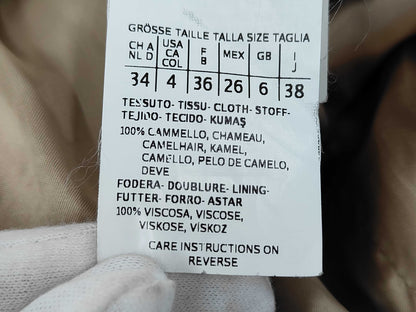 GRÖSSE TAILLE TALLA SIZE TAGLIA
CH A USA F MEX GB I
NL D CA B J
COL
34 4 36 26 6 38
TESSUTO- TISSU- CLOTH- STOFF-
TEJIDO- TECIDO- KUMAŞ
100% CAMMELLO, CHAMEAU,
CAMELHAIR, KAMEL,
CAMELLO, PELO DE CAMELO,
DEVE
FODERA- DOUBLURE- LINING-
FUTTER- FORRO- ASTAR
100% VISCOSA, VISCOSE,
VISKOSE, VİSKOZ
CARE INSTRUCTIONS ON
REVERSE